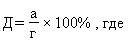 Д = а/г × 100% , где